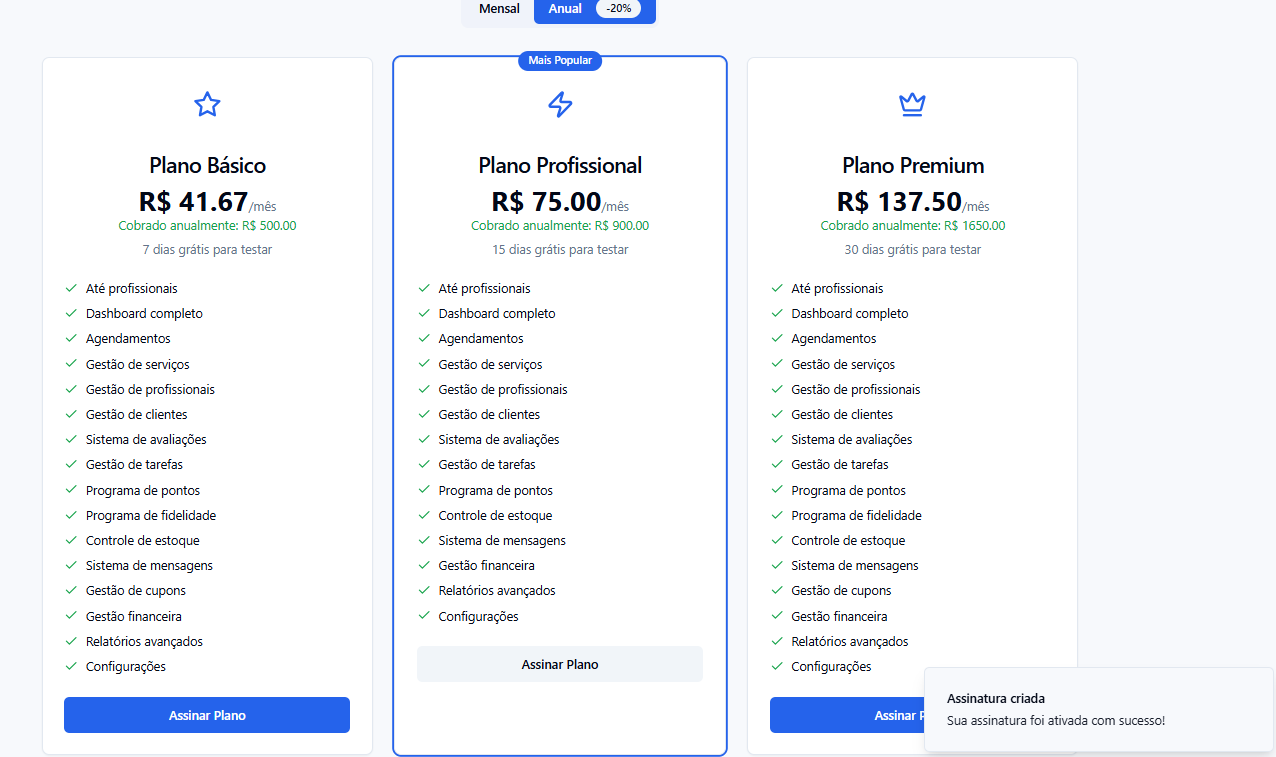 Mensal
Anual -20%
Plano Básico
R$ 41.67/mês
Cobrado anualmente: R$ 500.00
7 dias grátis para testar
Até profissionais
Dashboard completo
Agendamentos
Gestão de serviços
Gestão de profissionais
Gestão de clientes
Sistema de avaliações
Gestão de tarefas
Programa de pontos
Programa de fidelidade
Controle de estoque
Sistema de mensagens
Gestão de cupons
Gestão financeira
Relatórios avançados
Configurações
Assinar Plano
Mais Popular
Plano Profissional
R$ 75.00/mês
Cobrado anualmente: R$ 900.00
15 dias grátis para testar
Até profissionais
Dashboard completo
Agendamentos
Gestão de serviços
Gestão de profissionais
Gestão de clientes
Sistema de avaliações
Gestão de tarefas
Programa de pontos
Controle de estoque
Sistema de mensagens
Gestão financeira
Relatórios avançados
Configurações
Assinar Plano
Plano Premium
R$ 137.50/mês
Cobrado anualmente: R$ 1650.00
30 dias grátis para testar
Até profissionais
Dashboard completo
Agendamentos
Gestão de serviços
Gestão de profissionais
Gestão de clientes
Sistema de avaliações
Gestão de tarefas
Programa de pontos
Programa de fidelidade
Controle de estoque
Sistema de mensagens
Gestão de cupons
Gestão financeira
Relatórios avançados
Configurações
Assinar
Assinatura criada
Sua assinatura foi ativada com sucesso!